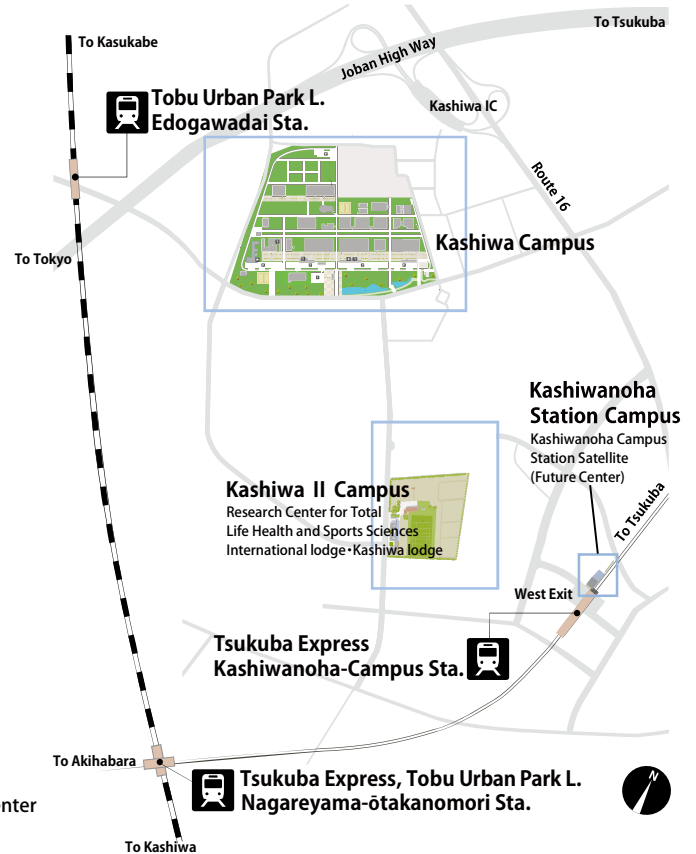 To Tsukuba
To Kasukabe
Joban High Way
Tobu Urban Park L.
Edogawadai Sta.
Kashiwa IC
Route 16
Kashiwa Campus
To Tokyo
Kashiwanoha
Station Campus
Kashiwanoha Campus
Station Satellite
(Future Center)
To Tsukuba
Kashiwa II Campus
Research Center for Total
Life Health and Sports Sciences
International lodge・Kashiwa lodge
West Exit
Tsukuba Express
Kashiwanoha-Campus Sta.
To Akihabara
Tsukuba Express, Tobu Urban Park L.
Nagareyama-ōtakanomori Sta.
N
enter
To Kashiwa